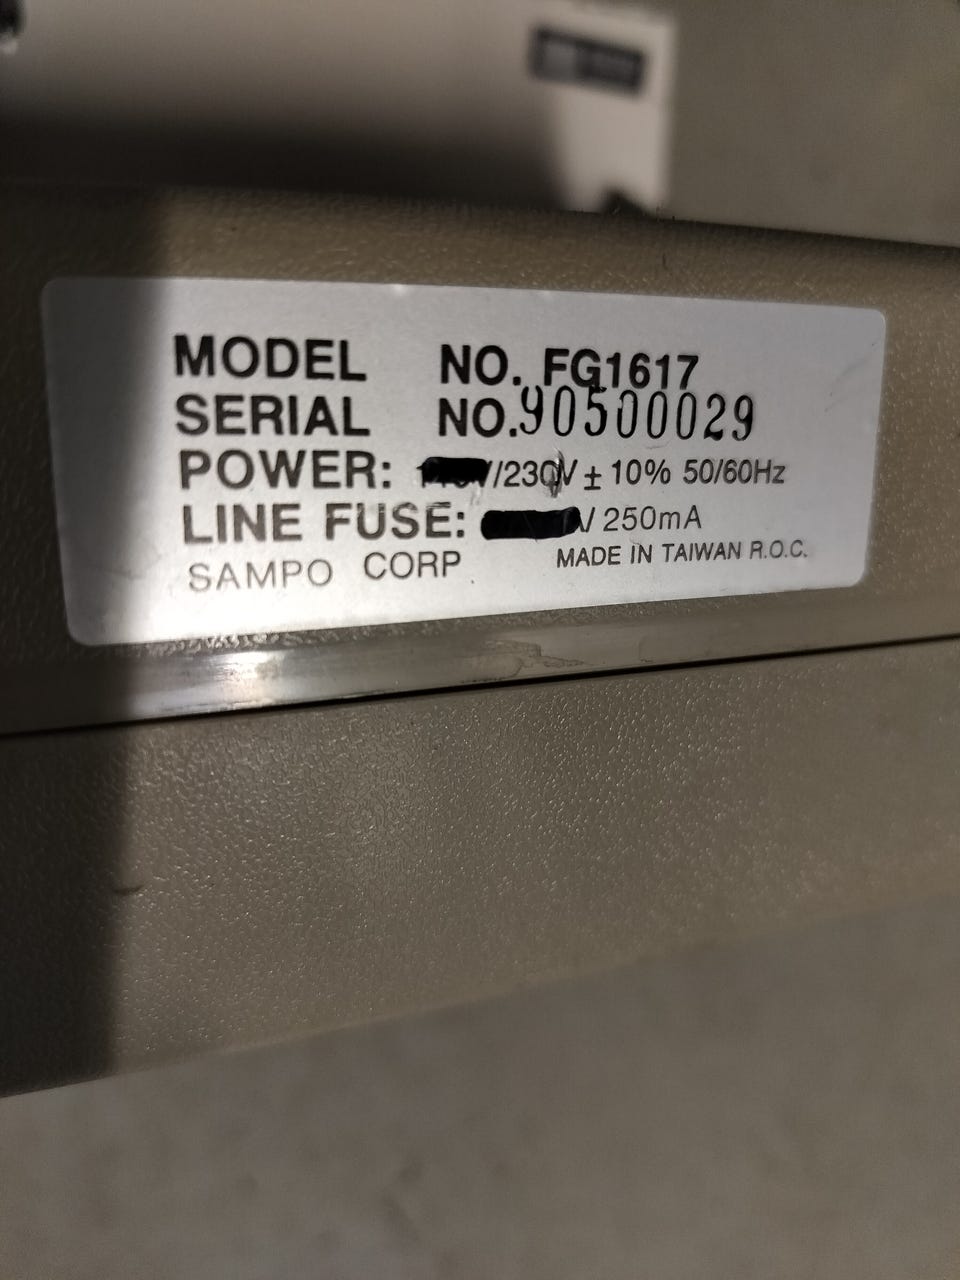 MODEL NO. FG1617
SERIAL NO. 90500029
POWER: /230V ± 10% 50/60Hz
LINE FUSE: / 250mA
SAMPO CORP MADE IN TAIWAN R.O.C.